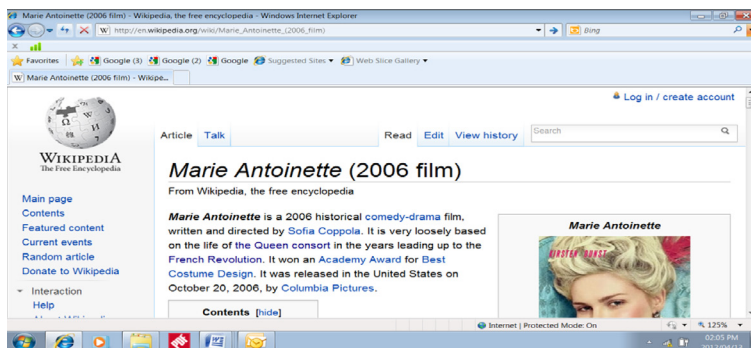 Marie Antoinette (2006 film) - Wikipedia, the free encyclopedia - Windows Internet Explorer
W http://en.wikipedia.org/wiki/Marie_Antoinette_(2006_film)
Bing
x
Favorites Google (3) Google (2) Google Suggested Sites Web Slice Gallery
W Marie Antoinette (2006 film) - Wikipe...
Log in / create account
Article Talk Read Edit View history Search
WIKIPEDIA
The Free Encyclopedia
Marie Antoinette (2006 film)
From Wikipedia, the free encyclopedia
Main page
Contents
Featured content
Current events
Random article
Donate to Wikipedia
Interaction
Help
Marie Antoinette is a 2006 historical comedy-drama film,
written and directed by Sofia Coppola. It is very loosely based
on the life of the Queen consort in the years leading up to the
French Revolution. It won an Academy Award for Best
Costume Design. It was released in the United States on
October 20, 2006, by Columbia Pictures.
Contents [hide]
Marie Antoinette
KIRSTEN DUNST
Internet | Protected Mode: On 125%
02:05 PM